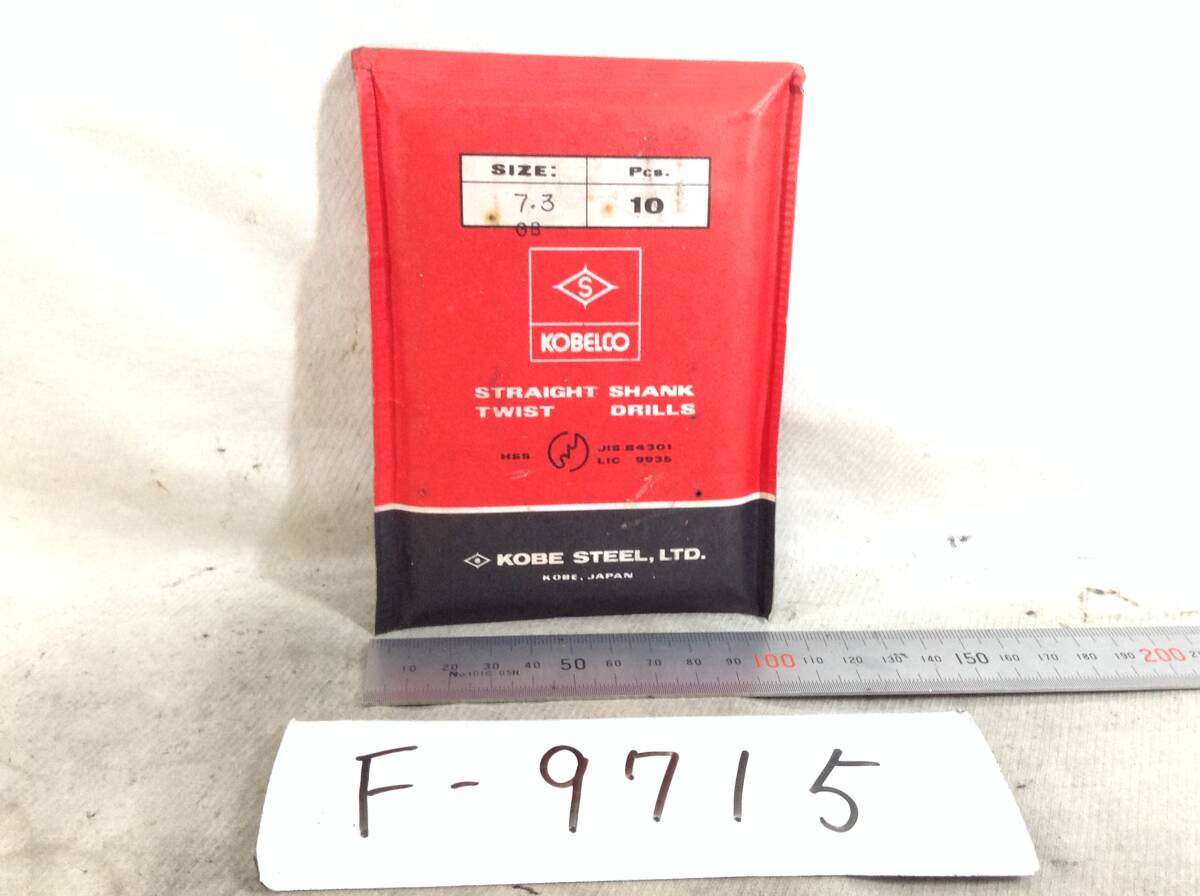 SIZE: Pcs.
7.3 10
GB
S
KOBELCO
STRAIGHT SHANK
TWIST DRILLS
HSS JIS B4301
LIC 9935
KOBE STEEL, LTD.
KOBE, JAPAN
10 20 30 40 50 60 70 80 90 100 110 120 130 140 150 160 170 180 190 200
F-9715